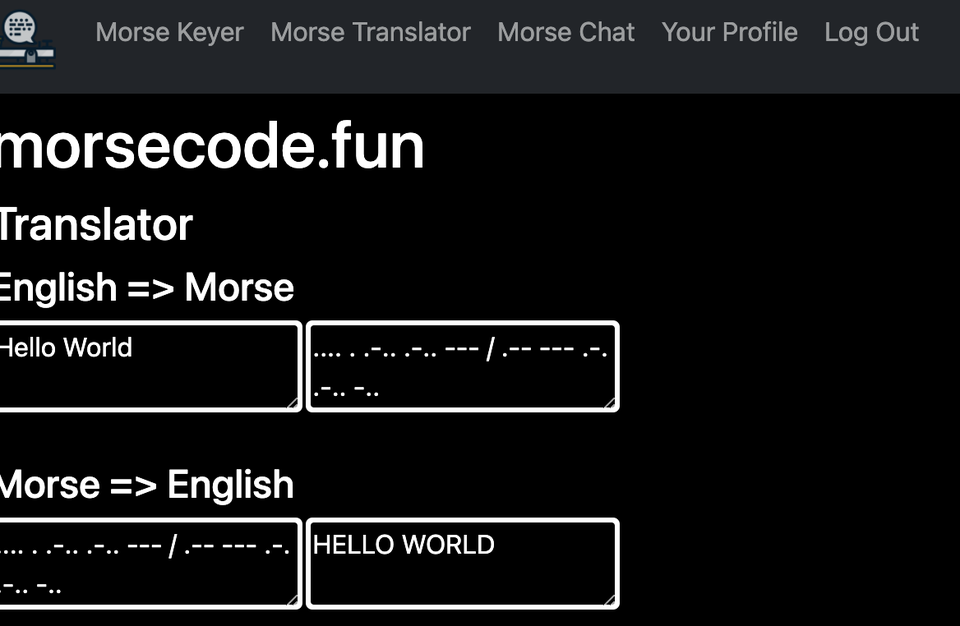 Morse Keyer Morse Translator Morse Chat Your Profile Log Out
morsecode.fun
Translator
English => Morse
Hello World
.... . .-.. .-.. --- / .-- --- .-.
.-.. -..
Morse => English
.... . .-.. .-.. --- / .-- --- .-.
.-.. -..
HELLO WORLD